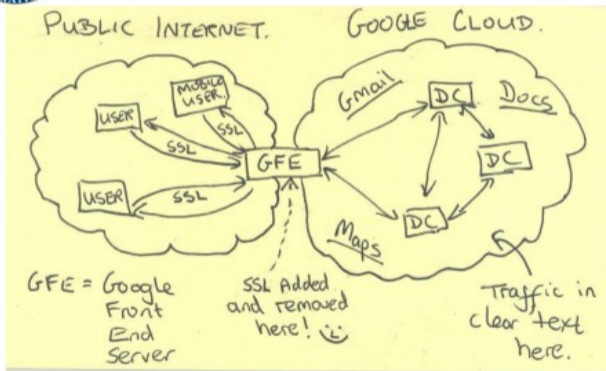 PUBLIC INTERNET.
GOOGLE CLOUD.
MOBILE
USER.
USER
SSL
SSL
USER
SSL
GFE
Gmail
DC
Docs
DC
DC
Maps
GFE = Google
Front
End
Server
SSL Added
and removed
here! :)
Traffic in
clear text
here.